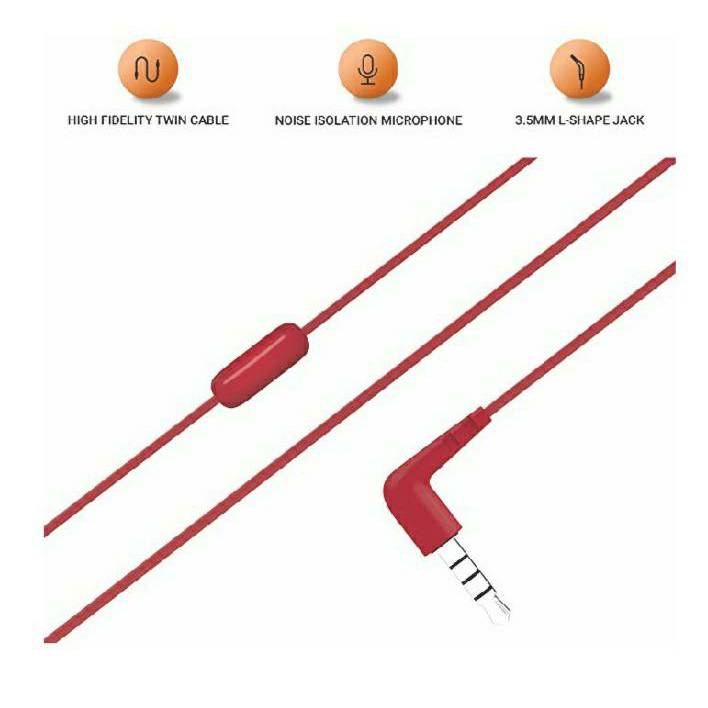 HIGH FIDELITY TWIN CABLE
NOISE ISOLATION MICROPHONE
3.5MM L-SHAPE JACK